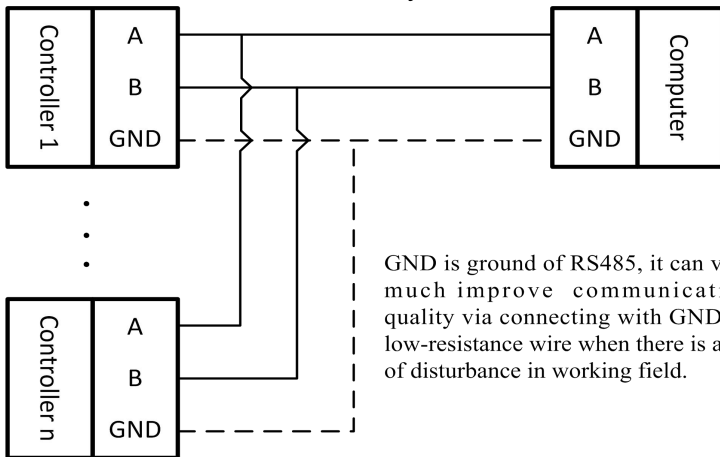 Controller 1
A
B
GND
A
B
GND
Computer
Controller n
A
B
GND
GND is ground of RS485, it can v
much improve communicat
quality via connecting with GND
low-resistance wire when there is a
of disturbance in working field.